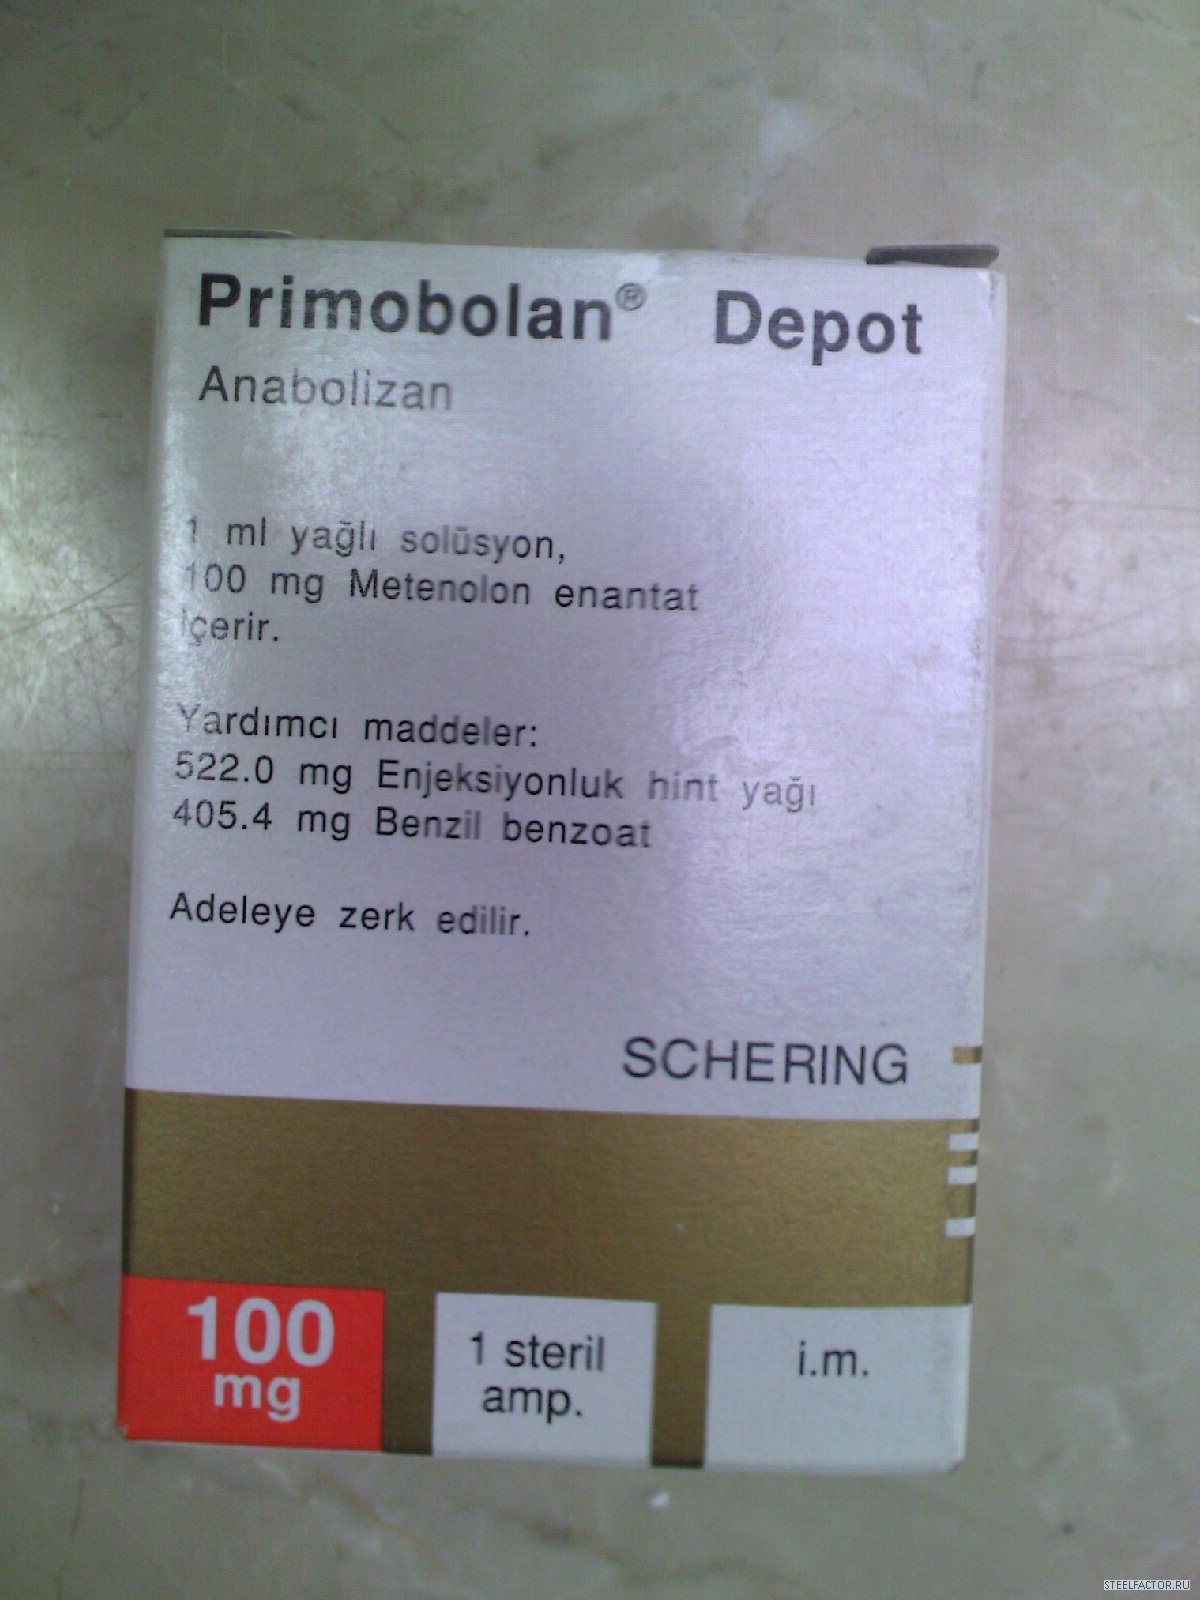 Primobolan® Depot
Anabolizan
1 ml yağlı solüsyon,
100 mg Metenolon enantat
içerir.
Yardımcı maddeler:
522.0 mg Enjeksiyonluk hint yağı
405.4 mg Benzil benzoat
Adeleye zerk edilir.
SCHERING
100
mg
1 steril
amp.
i.m.
STEELFACTOR.RU